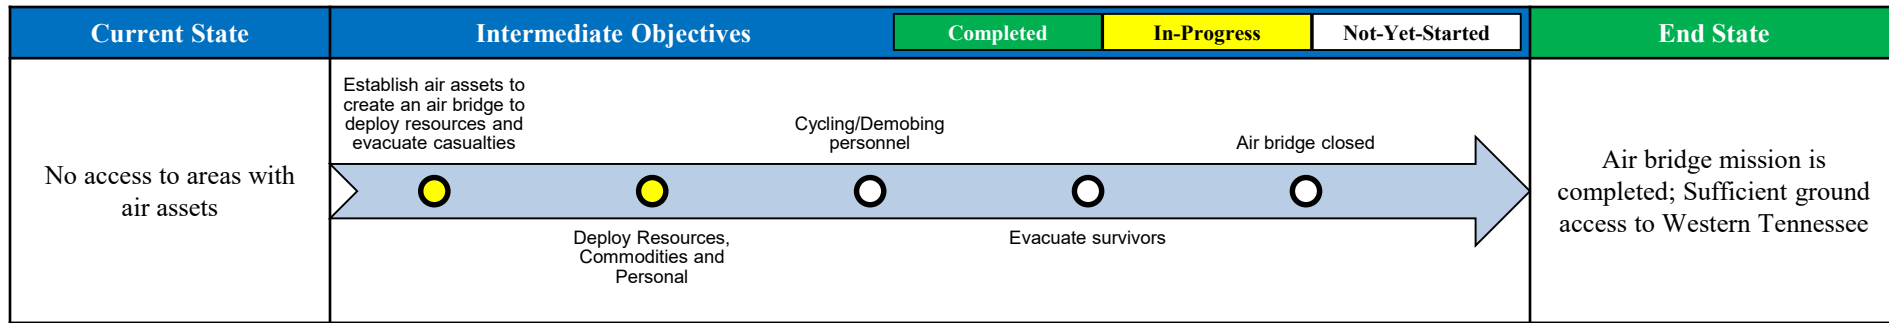 Current State
Intermediate Objectives
Completed
In-Progress
Not-Yet-Started
End State
No access to areas with
air assets
Establish air assets to
create an air bridge to
deploy resources and
evacuate casualties
Deploy Resources,
Commodities and
Personal
Cycling/Demobing
personnel
Evacuate survivors
Air bridge closed
Air bridge mission is
completed; Sufficient ground
access to Western Tennessee